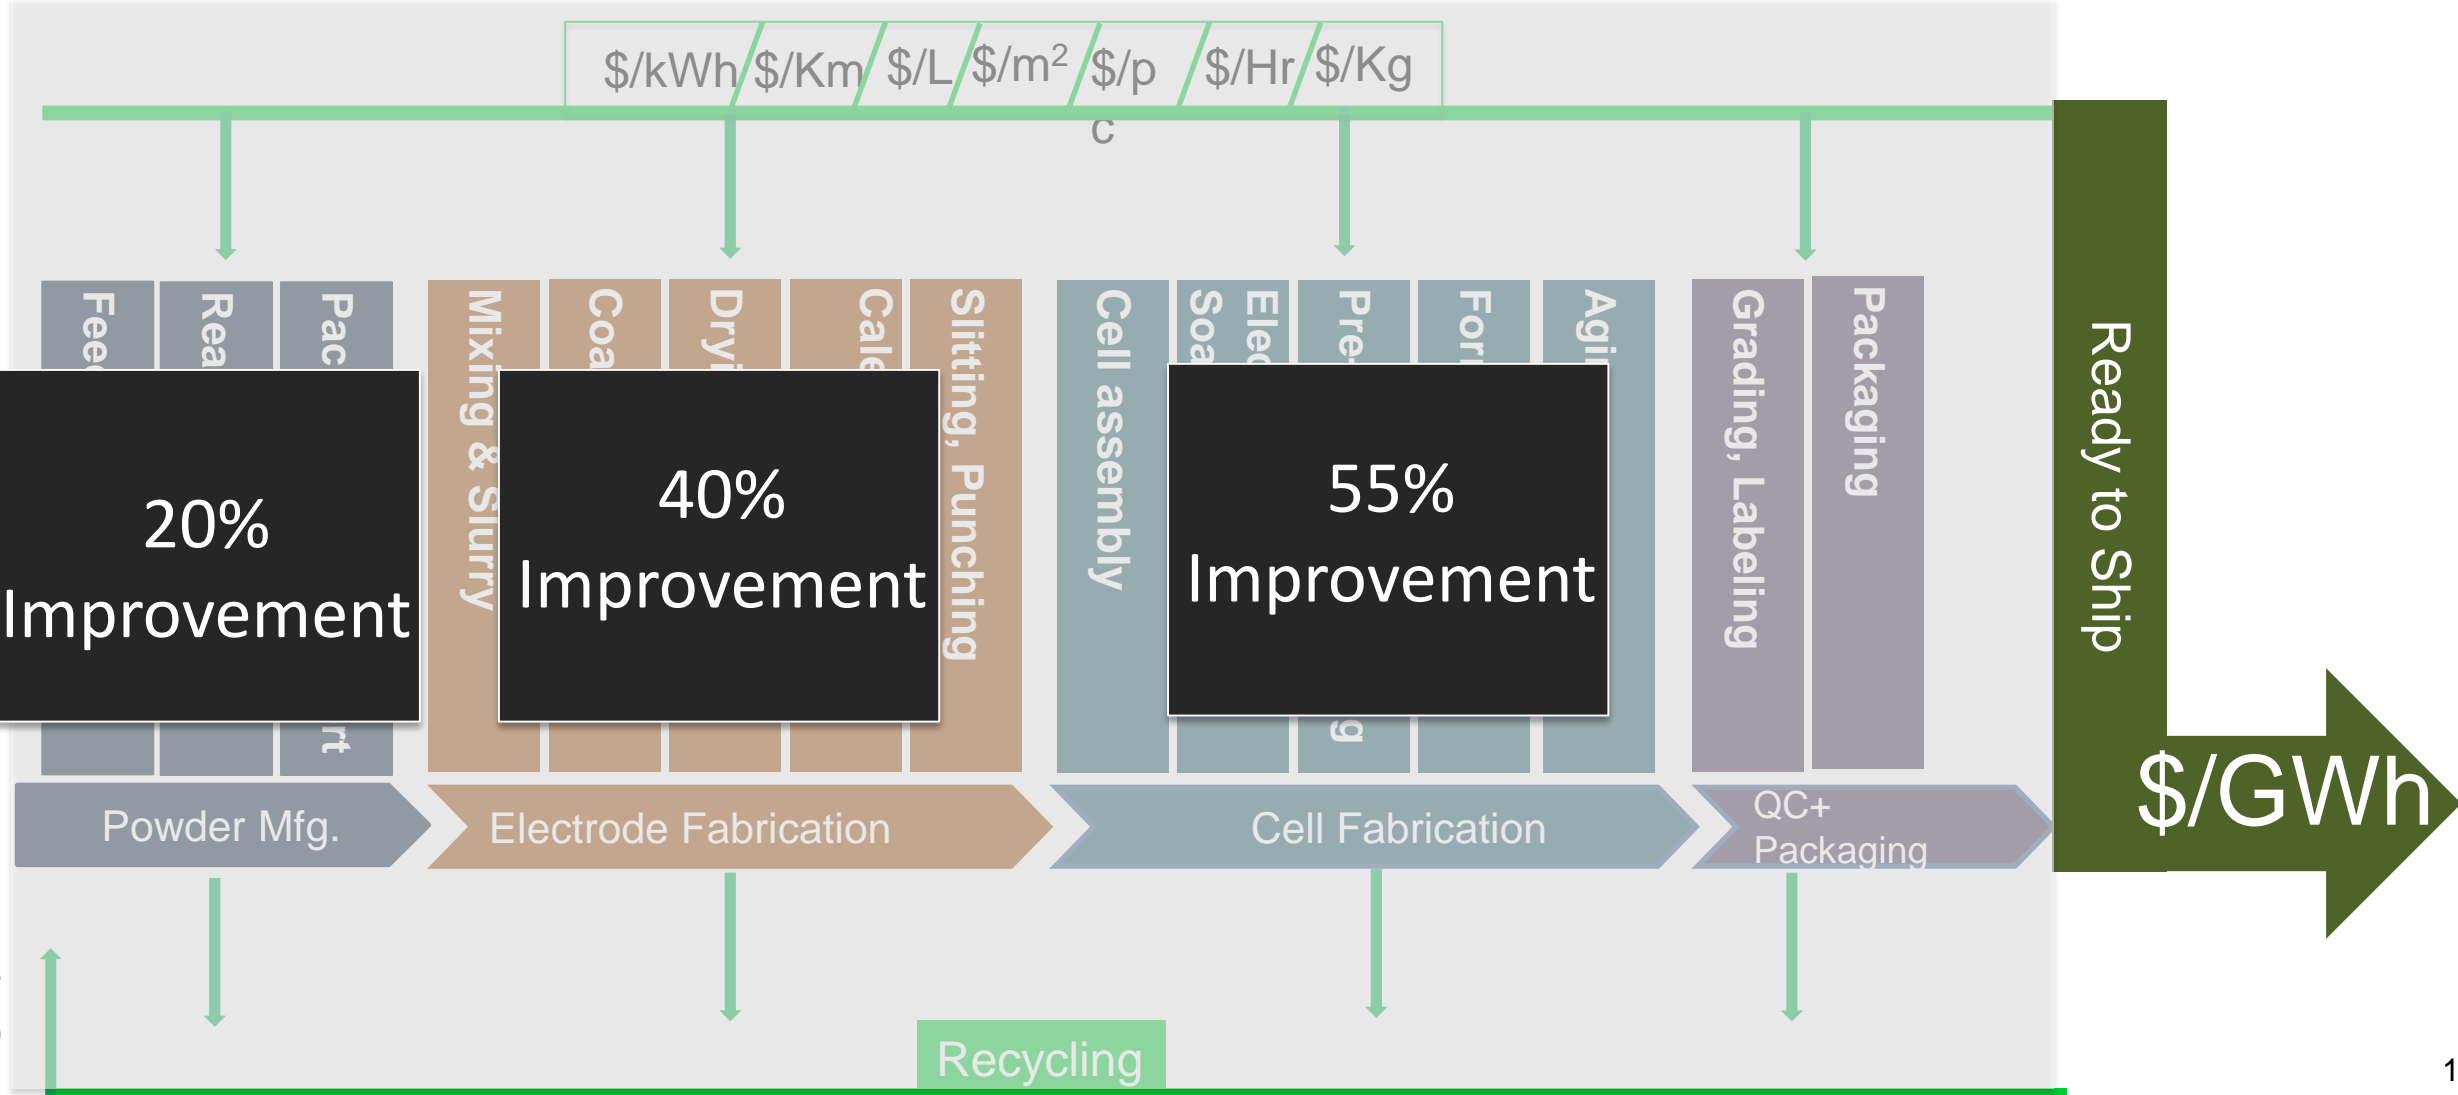 $/kWh $/Km $/L $/m² $/p $/Hr $/Kg
c
Mixing & Slurry
Slitting, Punching
Cell assembly
Grading, Labeling
Packaging
20%
Improvement
40%
Improvement
55%
Improvement
Ready to Ship
$/GWh
Powder Mfg.
Electrode Fabrication
Cell Fabrication
QC+
Packaging
Recycling
1